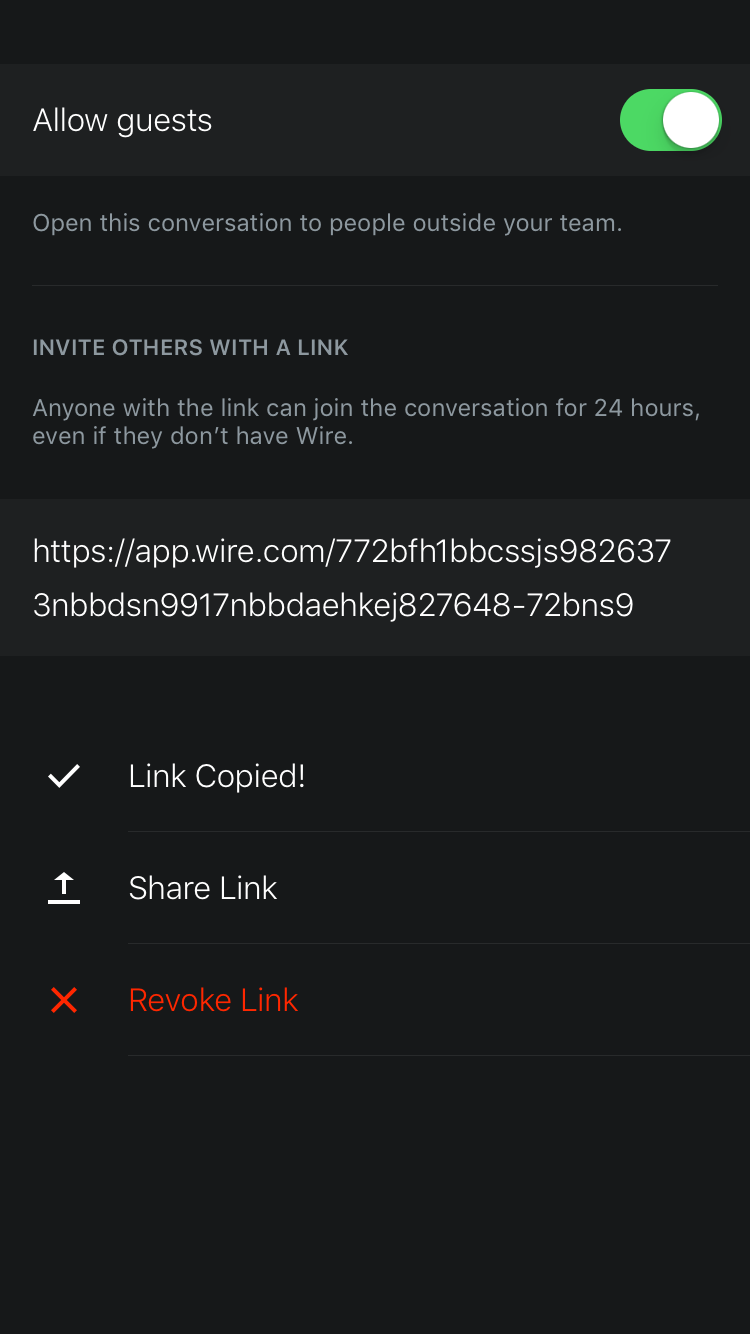 Allow guests
Open this conversation to people outside your team.
INVITE OTHERS WITH A LINK
Anyone with the link can join the conversation for 24 hours,
even if they don’t have Wire.
https://app.wire.com/772bfh1bbcssjs982637
3nbbdsn9917nbbdaehkej827648-72bns9
Link Copied!
Share Link
Revoke Link